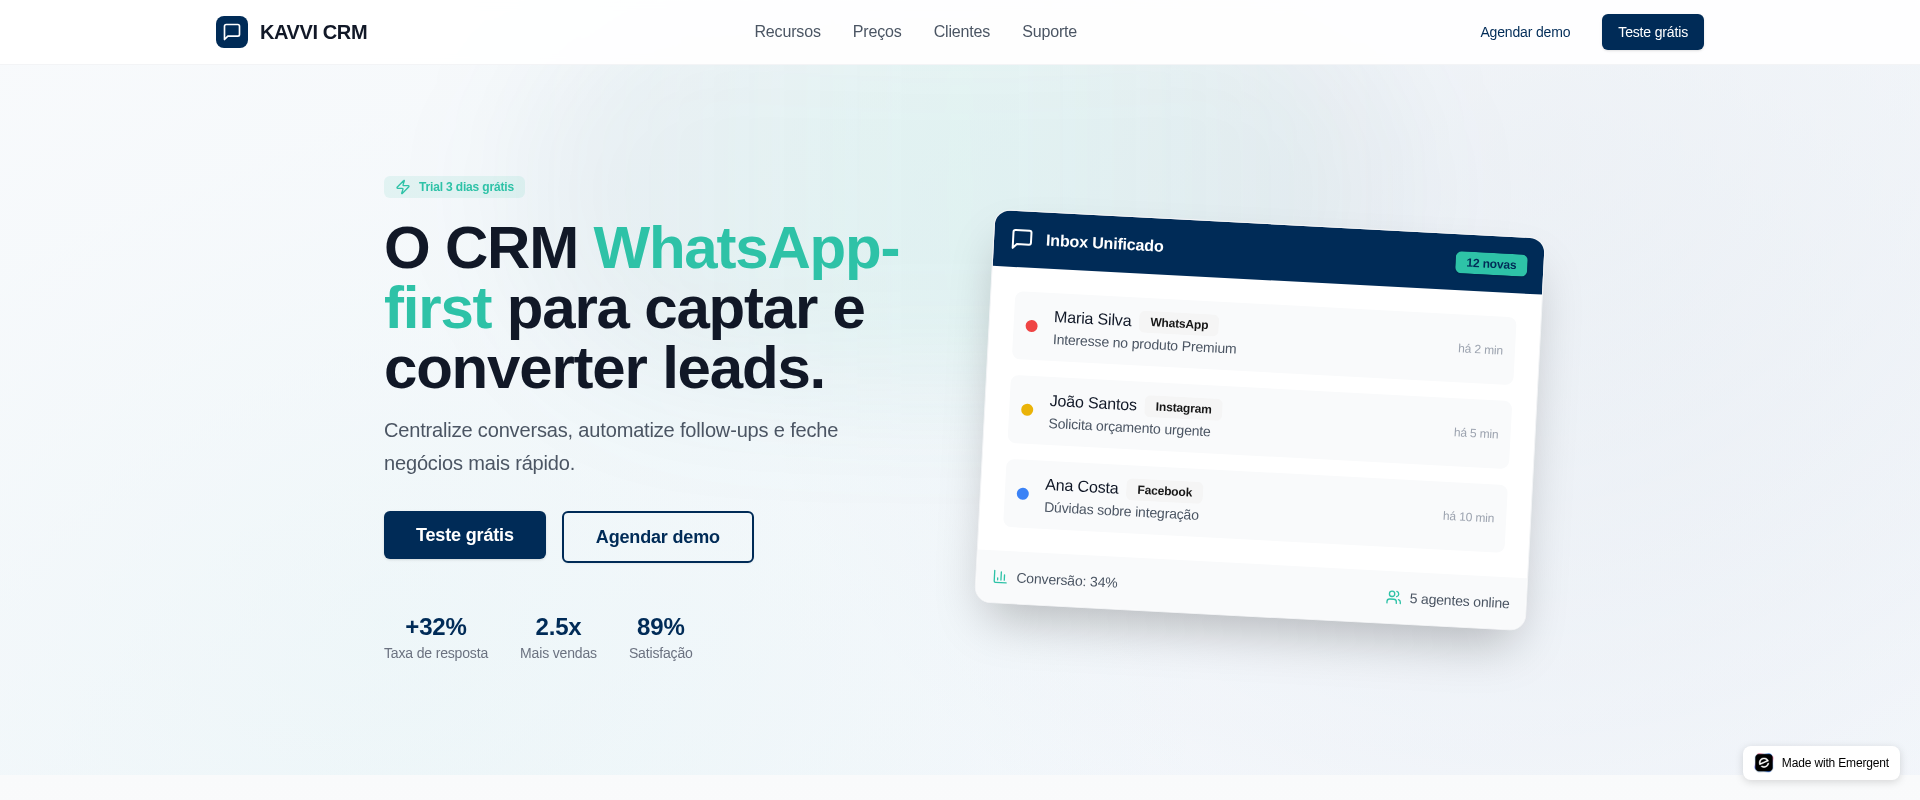 KAVVI CRM
Recursos
Preços
Clientes
Suporte
Agendar demo
Teste grátis
Trial 3 dias grátis
O CRM WhatsApp-
first para captar e
converter leads.
Centralize conversas, automatize follow-ups e feche
negócios mais rápido.
Teste grátis
Agendar demo
+32%
Taxa de resposta
2.5x
Mais vendas
89%
Satisfação
Inbox Unificado
12 novas
Maria Silva
WhatsApp
Interesse no produto Premium
há 2 min
João Santos
Instagram
Solicita orçamento urgente
há 5 min
Ana Costa
Facebook
Dúvidas sobre integração
há 10 min
Conversão: 34%
5 agentes online
Made with Emergent